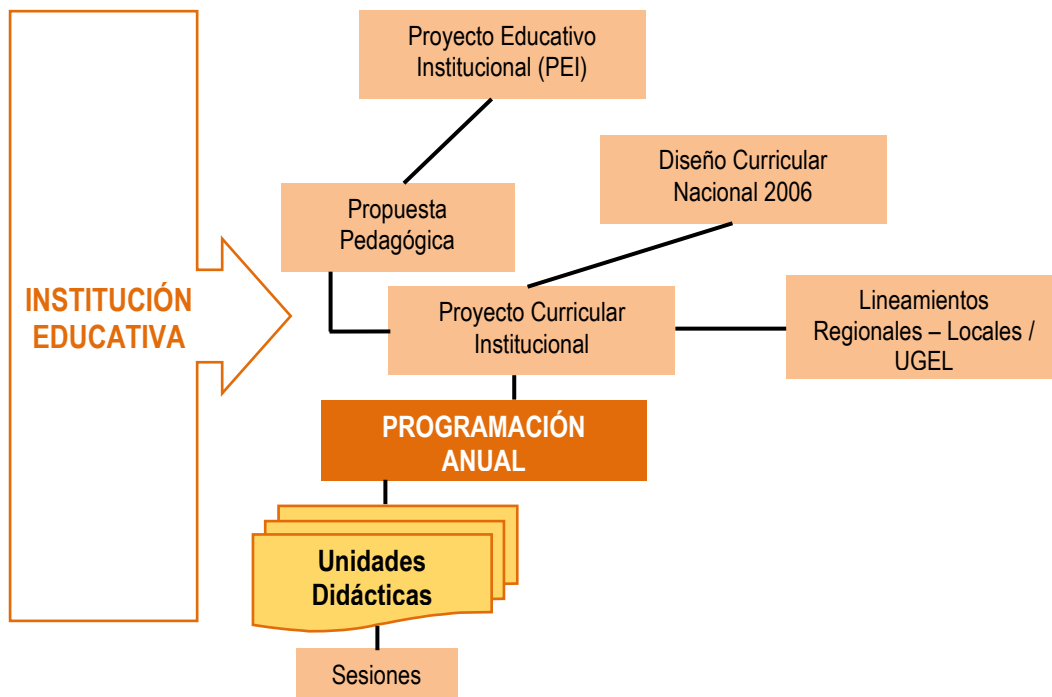 Proyecto Educativo
Institucional (PEI)
Diseño Curricular
Nacional 2006
Propuesta
Pedagógica
INSTITUCIÓN
EDUCATIVA
Proyecto Curricular
Institucional
Lineamientos
Regionales – Locales /
UGEL
PROGRAMACIÓN
ANUAL
Unidades
Didácticas
Sesiones